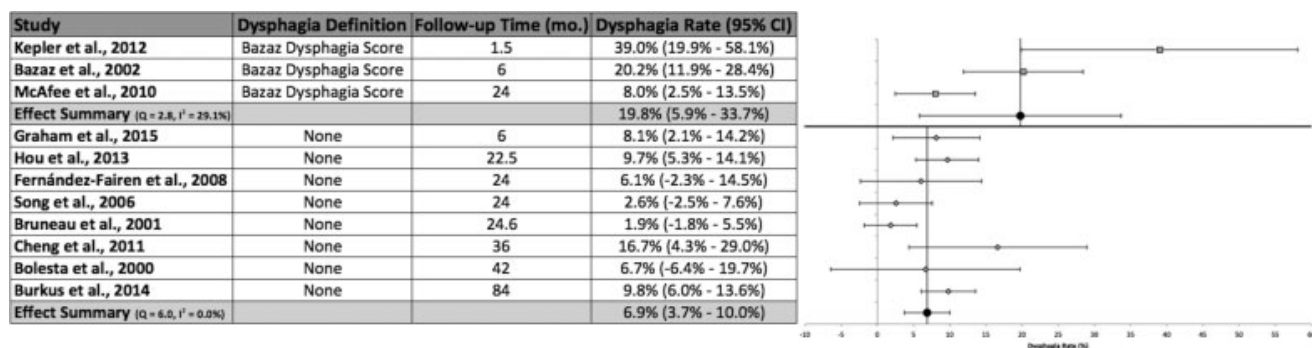 Study Dysphagia Definition Follow-up Time (mo.) Dysphagia Rate (95% CI)
Kepler et al., 2012 Bazaz Dysphagia Score 1.5 39.0% (19.9% - 58.1%)
Bazaz et al., 2002 Bazaz Dysphagia Score 6 20.2% (11.9% - 28.4%)
McAfee et al., 2010 Bazaz Dysphagia Score 24 8.0% (2.5% - 13.5%)
Effect Summary (Q = 2.8, I² = 29.1%) 19.8% (5.9% - 33.7%)
Graham et al., 2015 None 6 8.1% (2.1% - 14.2%)
Hou et al., 2013 None 22.5 9.7% (5.3% - 14.1%)
Fernández-Fairen et al., 2008 None 24 6.1% (-2.3% - 14.5%)
Song et al., 2006 None 24 2.6% (-2.5% - 7.6%)
Bruneau et al., 2001 None 24.6 1.9% (-1.8% - 5.5%)
Cheng et al., 2011 None 36 16.7% (4.3% - 29.0%)
Bolesta et al., 2000 None 42 6.7% (-6.4% - 19.7%)
Burkus et al., 2014 None 84 9.8% (6.0% - 13.6%)
Effect Summary (Q = 6.0, I² = 0.0%) 6.9% (3.7% - 10.0%)
-10 0 10 20 30 35 40 45 50 55 60
Dysphagia Rate (%)